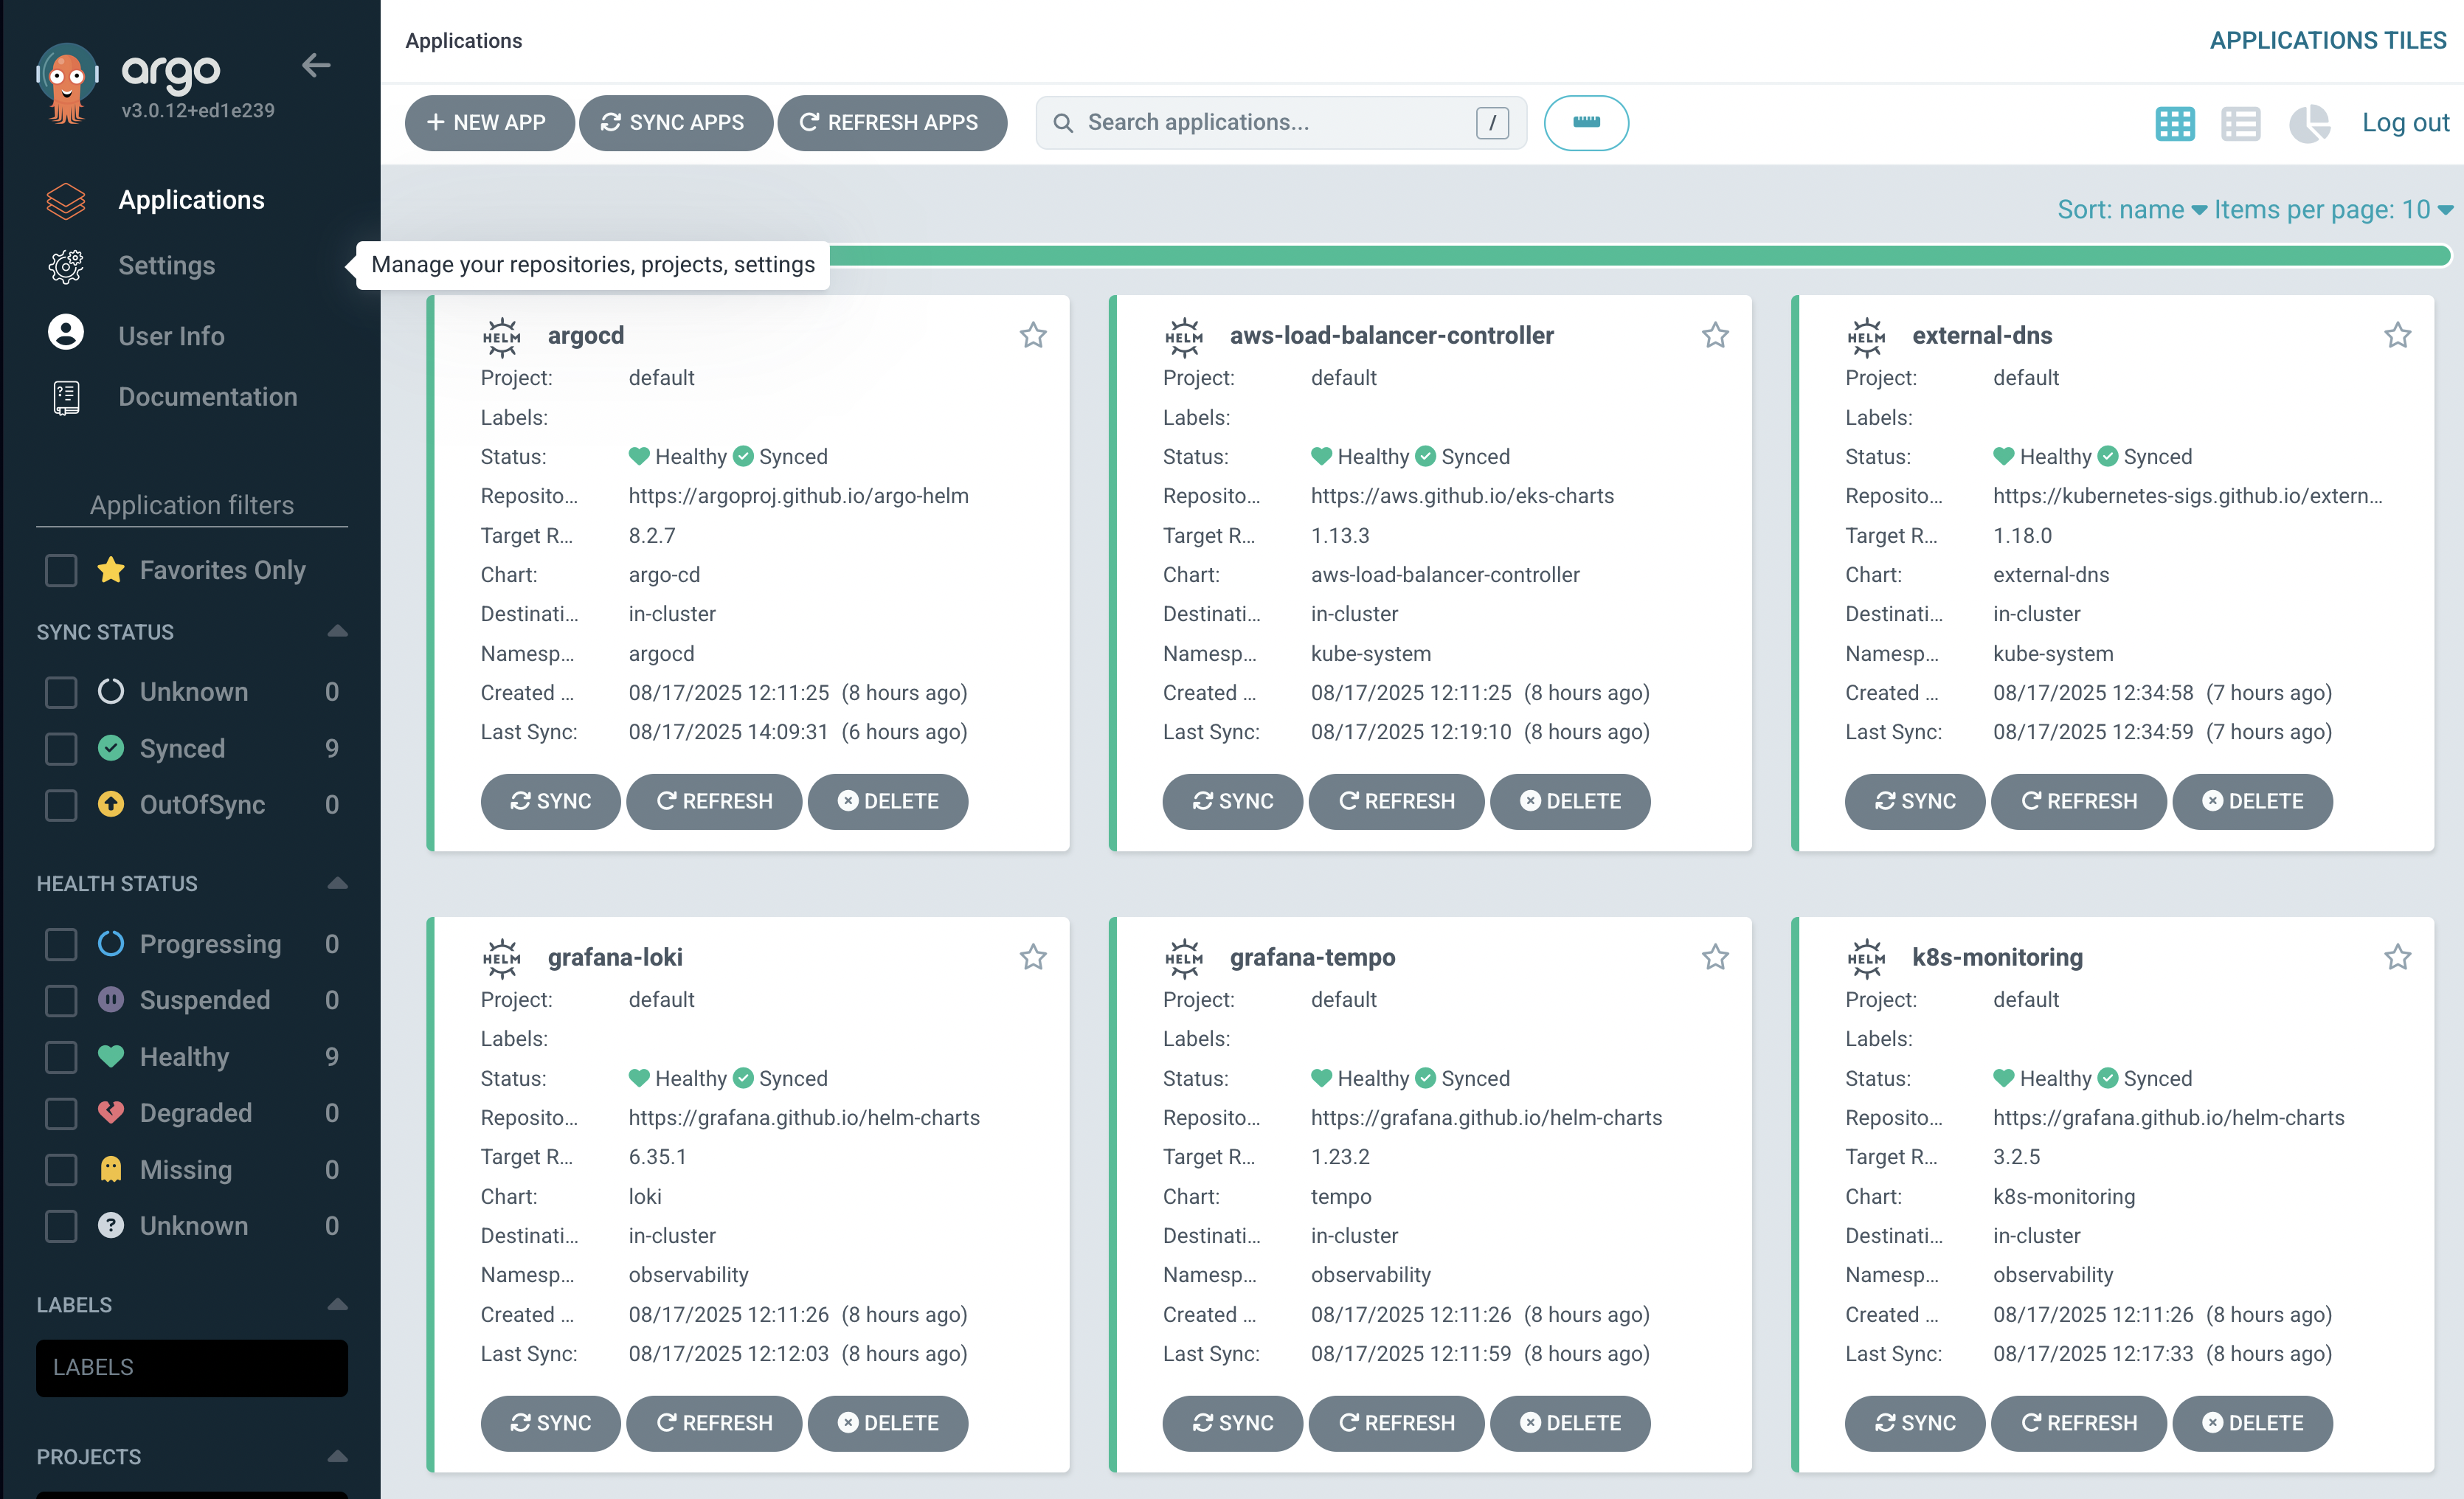 argo
v3.0.12+ed1e239
Applications
Settings
User Info
Documentation
Application filters
Favorites Only
SYNC STATUS
Unknown 0
Synced 9
OutOfSync 0
HEALTH STATUS
Progressing 0
Suspended 0
Healthy 9
Degraded 0
Missing 0
Unknown 0
LABELS
LABELS
PROJECTS
Applications
APPLICATIONS TILES
NEW APP SYNC APPS REFRESH APPS Search applications... / Log out
Sort: name Items per page: 10
Manage your repositories, projects, settings
HELM argocd
Project: default
Labels:
Status: Healthy Synced
Reposito... https://argoproj.github.io/argo-helm
Target R... 8.2.7
Chart: argo-cd
Destinati... in-cluster
Namesp... argocd
Created ... 08/17/2025 12:11:25 (8 hours ago)
Last Sync: 08/17/2025 14:09:31 (6 hours ago)
SYNC REFRESH DELETE
HELM aws-load-balancer-controller
Project: default
Labels:
Status: Healthy Synced
Reposito... https://aws.github.io/eks-charts
Target R... 1.13.3
Chart: aws-load-balancer-controller
Destinati... in-cluster
Namesp... kube-system
Created ... 08/17/2025 12:11:25 (8 hours ago)
Last Sync: 08/17/2025 12:19:10 (8 hours ago)
SYNC REFRESH DELETE
HELM external-dns
Project: default
Labels:
Status: Healthy Synced
Reposito... https://kubernetes-sigs.github.io/extern...
Target R... 1.18.0
Chart: external-dns
Destinati... in-cluster
Namesp... kube-system
Created ... 08/17/2025 12:34:58 (7 hours ago)
Last Sync: 08/17/2025 12:34:59 (7 hours ago)
SYNC REFRESH DELETE
HELM grafana-loki
Project: default
Labels:
Status: Healthy Synced
Reposito... https://grafana.github.io/helm-charts
Target R... 6.35.1
Chart: loki
Destinati... in-cluster
Namesp... observability
Created ... 08/17/2025 12:11:26 (8 hours ago)
Last Sync: 08/17/2025 12:12:03 (8 hours ago)
SYNC REFRESH DELETE
HELM grafana-tempo
Project: default
Labels:
Status: Healthy Synced
Reposito... https://grafana.github.io/helm-charts
Target R... 1.23.2
Chart: tempo
Destinati... in-cluster
Namesp... observability
Created ... 08/17/2025 12:11:26 (8 hours ago)
Last Sync: 08/17/2025 12:11:59 (8 hours ago)
SYNC REFRESH DELETE
HELM k8s-monitoring
Project: default
Labels:
Status: Healthy Synced
Reposito... https://grafana.github.io/helm-charts
Target R... 3.2.5
Chart: k8s-monitoring
Destinati... in-cluster
Namesp... observability
Created ... 08/17/2025 12:11:26 (8 hours ago)
Last Sync: 08/17/2025 12:17:33 (8 hours ago)
SYNC REFRESH DELETE